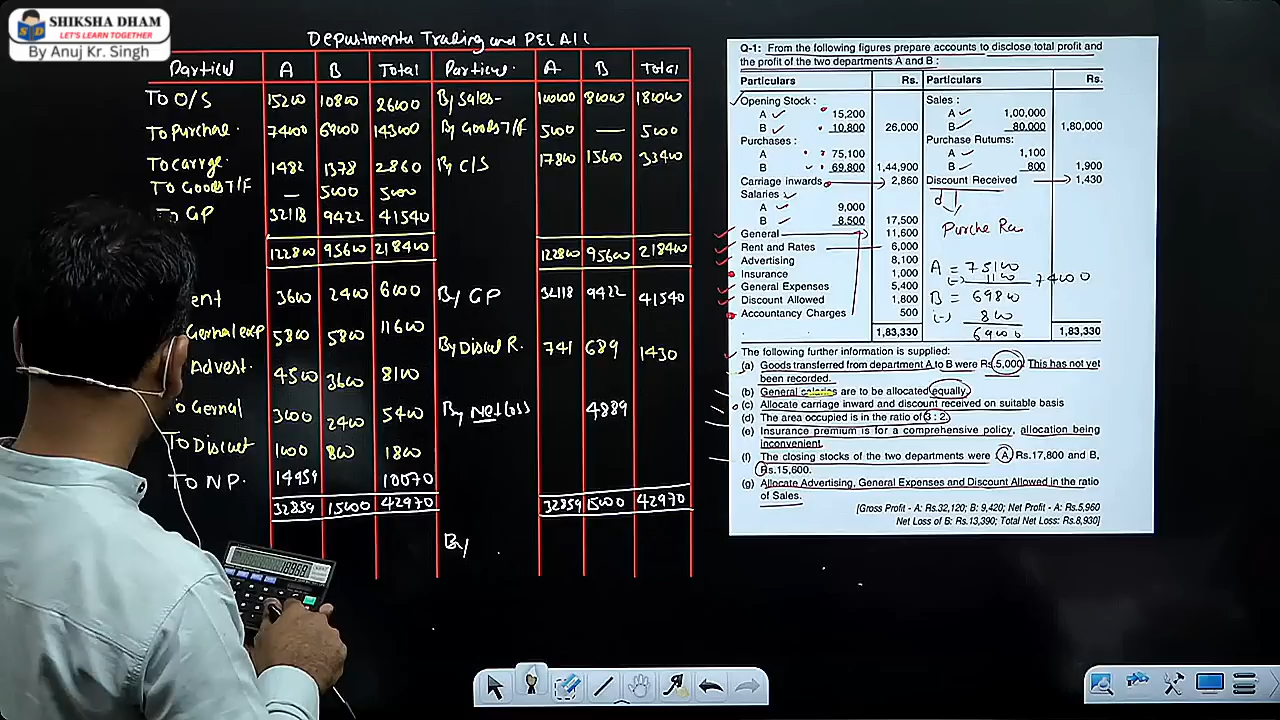 SHIKSHA DHAM
LET'S LEARN TOGETHER
By Anuj Kr. Singh
Departmenta Trading and P&L A/c
Particul A B Total Particus. A B Total
To O/S 15200 10800 26000 By Sales- 100000 80000 180000
To purchae. 74000 69000 143000 By Goods T/F 5000 — 5000
To carrge. 1482 1378 2860 By C/S 17800 15600 33400
To Goods T/F — 5000 5000
To GP 32118 9422 41540
122800 95600 218400 122800 95600 218400
ent 3600 2400 6000 By GP 32118 9422 41540
Gernal exp 5800 5800 11600 By Discul R. 741 689 1430
Advest. 4500 3600 8100
To Gernal 3000 2400 5400 By Net Loss 4889
To Discut 1000 800 1800
To NP. 14959 10070
32859 15000 42970 32859 15000 42970
By
18868
Q-1: From the following figures prepare accounts to disclose total profit and
the profit of the two departments A and B :
Particulars Rs. Particulars Rs.
Opening Stock : Sales :
A 15,200 A 1,00,000
B 10,800 26,000 B 80,000 1,80,000
Purchases : Purchase Ruturns:
A 75,100 A 1,100
B 69,800 1,44,900 B 800 1,900
Carriage inwards 2,860 Discount Received 1,430
Salaries
A 9,000
B 8,500 17,500
General 11,600
Rent and Rates 6,000
Advertising 8,100
Insurance 1,000
General Expenses 5,400
Discount Allowed 1,800
Accountancy Charges 500
1,83,330 1,83,330
Purche Ru
A = 75100
(-) 1100 74000
B = 69800
(-) 800
69000
The following further information is supplied:
(a) Goods transferred from department A to B were Rs.5,000. This has not yet
been recorded.
(b) General salaries are to be allocated equally.
(c) Allocate carriage inward and discount received on suitable basis
(d) The area occupied is in the ratio of 3 : 2.
(e) Insurance premium is for a comprehensive policy, allocation being
inconvenient.
(f) The closing stocks of the two departments were : A, Rs.17,800 and B,
Rs.15,600.
(g) Allocate Advertising, General Expenses and Discount Allowed in the ratio
of Sales.
[Gross Profit - A: Rs.32,120; B: 9,420; Net Profit - A: Rs.5,960
Net Loss of B: Rs.13,390; Total Net Loss: Rs.8,930]